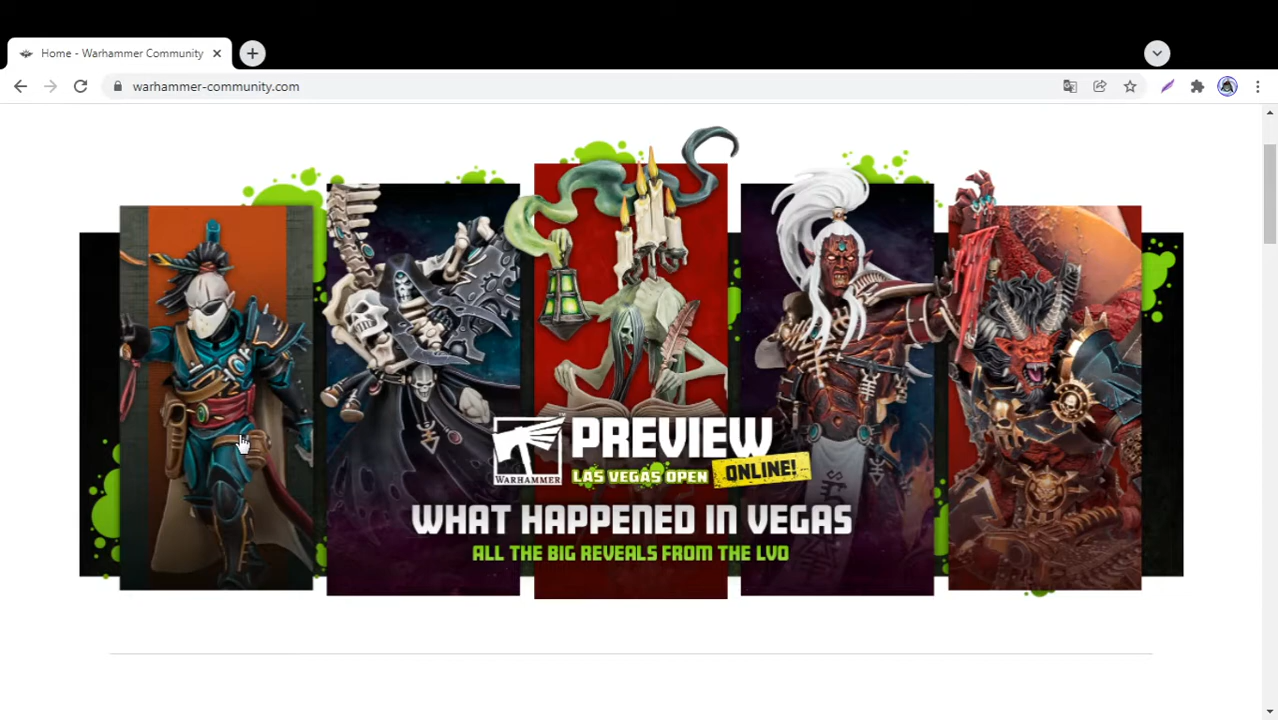 Home - Warhammer Community
warhammer-community.com
WARHAMMER
PREVIEW
LAS VEGAS OPEN
ONLINE!
WHAT HAPPENED IN VEGAS
ALL THE BIG REVEALS FROM THE LVO